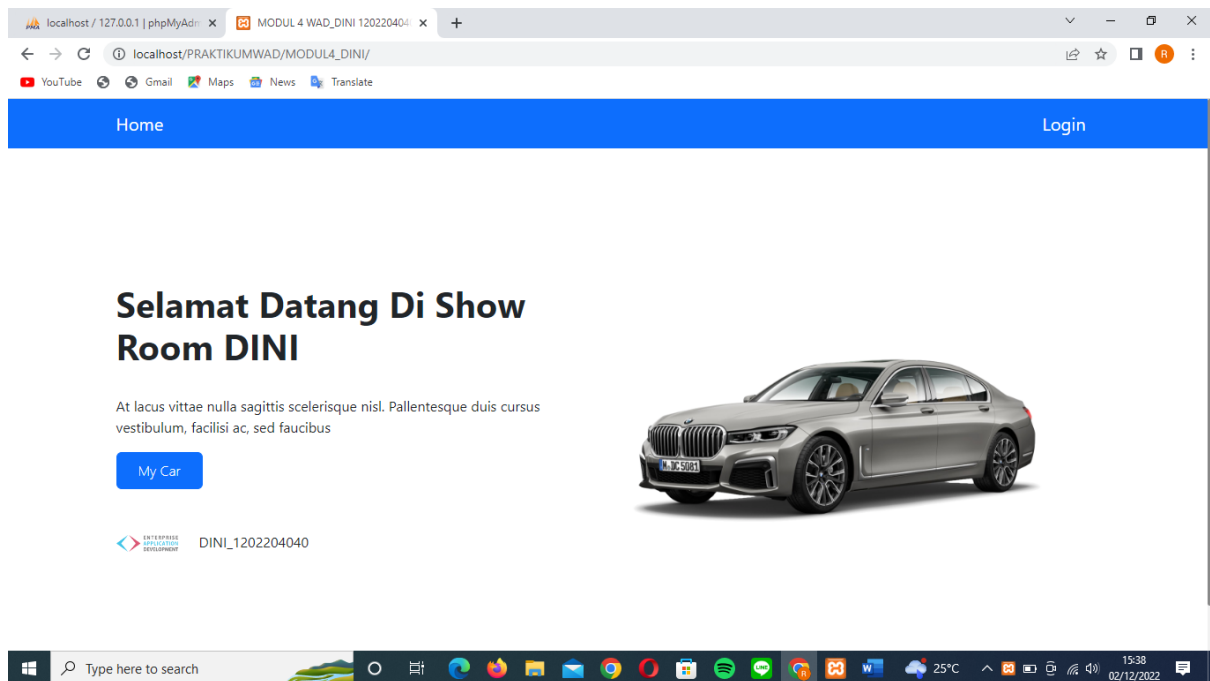 localhost / 127.0.0.1 | phpMyAdm
MODUL 4 WAD_DINI 120220404
localhost/PRAKTIKUMWAD/MODUL4_DINI/
R
YouTube Gmail Maps News Translate
Home Login
Selamat Datang Di Show
Room DINI
At lacus vittae nulla sagittis scelerisque nisl. Pallentesque duis cursus
vestibulum, facilisi ac, sed faucibus
My Car
M DC 5081
ENTERPRISE
APPLICATION
DEVELOPMENT
DINI_1202204040
Type here to search
25°C
15:38
02/12/2022